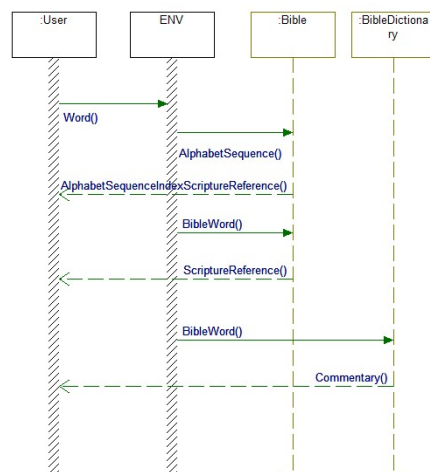 :User
ENV
:Bible
:BibleDictiona
ry
Word()
AlphabetSequence()
AlphabetSequenceIndexScriptureReference()
BibleWord()
ScriptureReference()
BibleWord()
Commentary()